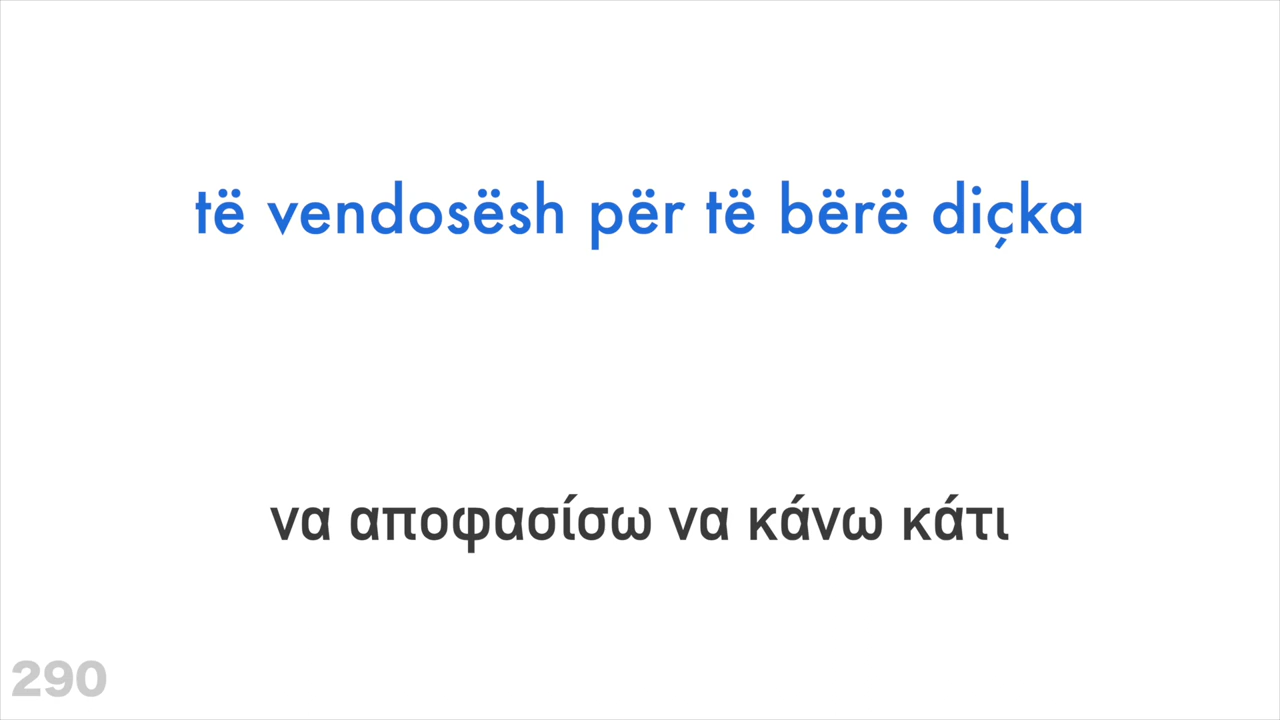 të vendosësh për të bërë diçka
να αποφασίσω να κάνω κάτι
290